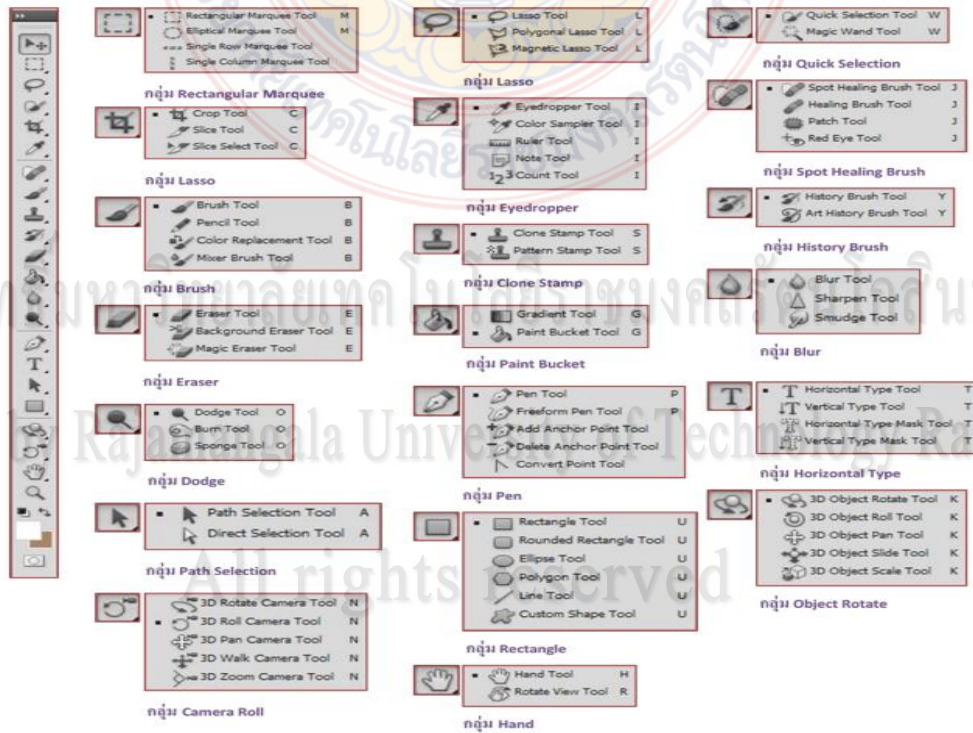 Rectangular Marquee Tool M
Elliptical Marquee Tool M
Single Row Marquee Tool
Single Column Marquee Tool
กลุ่ม Rectangular Marquee
Crop Tool C
Slice Tool C
Slice Select Tool C
กลุ่ม Lasso
Brush Tool B
Pencil Tool B
Color Replacement Tool B
Mixer Brush Tool B
กลุ่ม Brush
Eraser Tool E
Background Eraser Tool E
Magic Eraser Tool E
กลุ่ม Eraser
Dodge Tool O
Burn Tool O
Sponge Tool O
กลุ่ม Dodge
Path Selection Tool A
Direct Selection Tool A
กลุ่ม Path Selection
3D Rotate Camera Tool N
3D Roll Camera Tool N
3D Pan Camera Tool N
3D Walk Camera Tool N
3D Zoom Camera Tool N
กลุ่ม Camera Roll
Lasso Tool L
Polygonal Lasso Tool L
Magnetic Lasso Tool L
กลุ่ม Lasso
Eyedropper Tool I
Color Sampler Tool I
Ruler Tool I
Note Tool I
Count Tool I
กลุ่ม Eyedropper
Clone Stamp Tool S
Pattern Stamp Tool S
กลุ่ม Clone Stamp
Gradient Tool G
Paint Bucket Tool G
กลุ่ม Paint Bucket
Pen Tool P
Freeform Pen Tool P
Add Anchor Point Tool
Delete Anchor Point Tool
Convert Point Tool
กลุ่ม Pen
Rectangle Tool U
Rounded Rectangle Tool U
Ellipse Tool U
Polygon Tool U
Line Tool U
Custom Shape Tool U
กลุ่ม Rectangle
Hand Tool H
Rotate View Tool R
กลุ่ม Hand
Quick Selection Tool W
Magic Wand Tool W
กลุ่ม Quick Selection
Spot Healing Brush Tool J
Healing Brush Tool J
Patch Tool J
Red Eye Tool J
กลุ่ม Spot Healing Brush
History Brush Tool Y
Art History Brush Tool Y
กลุ่ม History Brush
Blur Tool
Sharpen Tool
Smudge Tool
กลุ่ม Blur
Horizontal Type Tool T
Vertical Type Tool T
Horizontal Type Mask Tool T
Vertical Type Mask Tool T
กลุ่ม Horizontal Type
3D Object Rotate Tool K
3D Object Roll Tool K
3D Object Pan Tool K
3D Object Slide Tool K
3D Object Scale Tool K
กลุ่ม Object Rotate
by Rajamangala University of Technology
All rights reserved